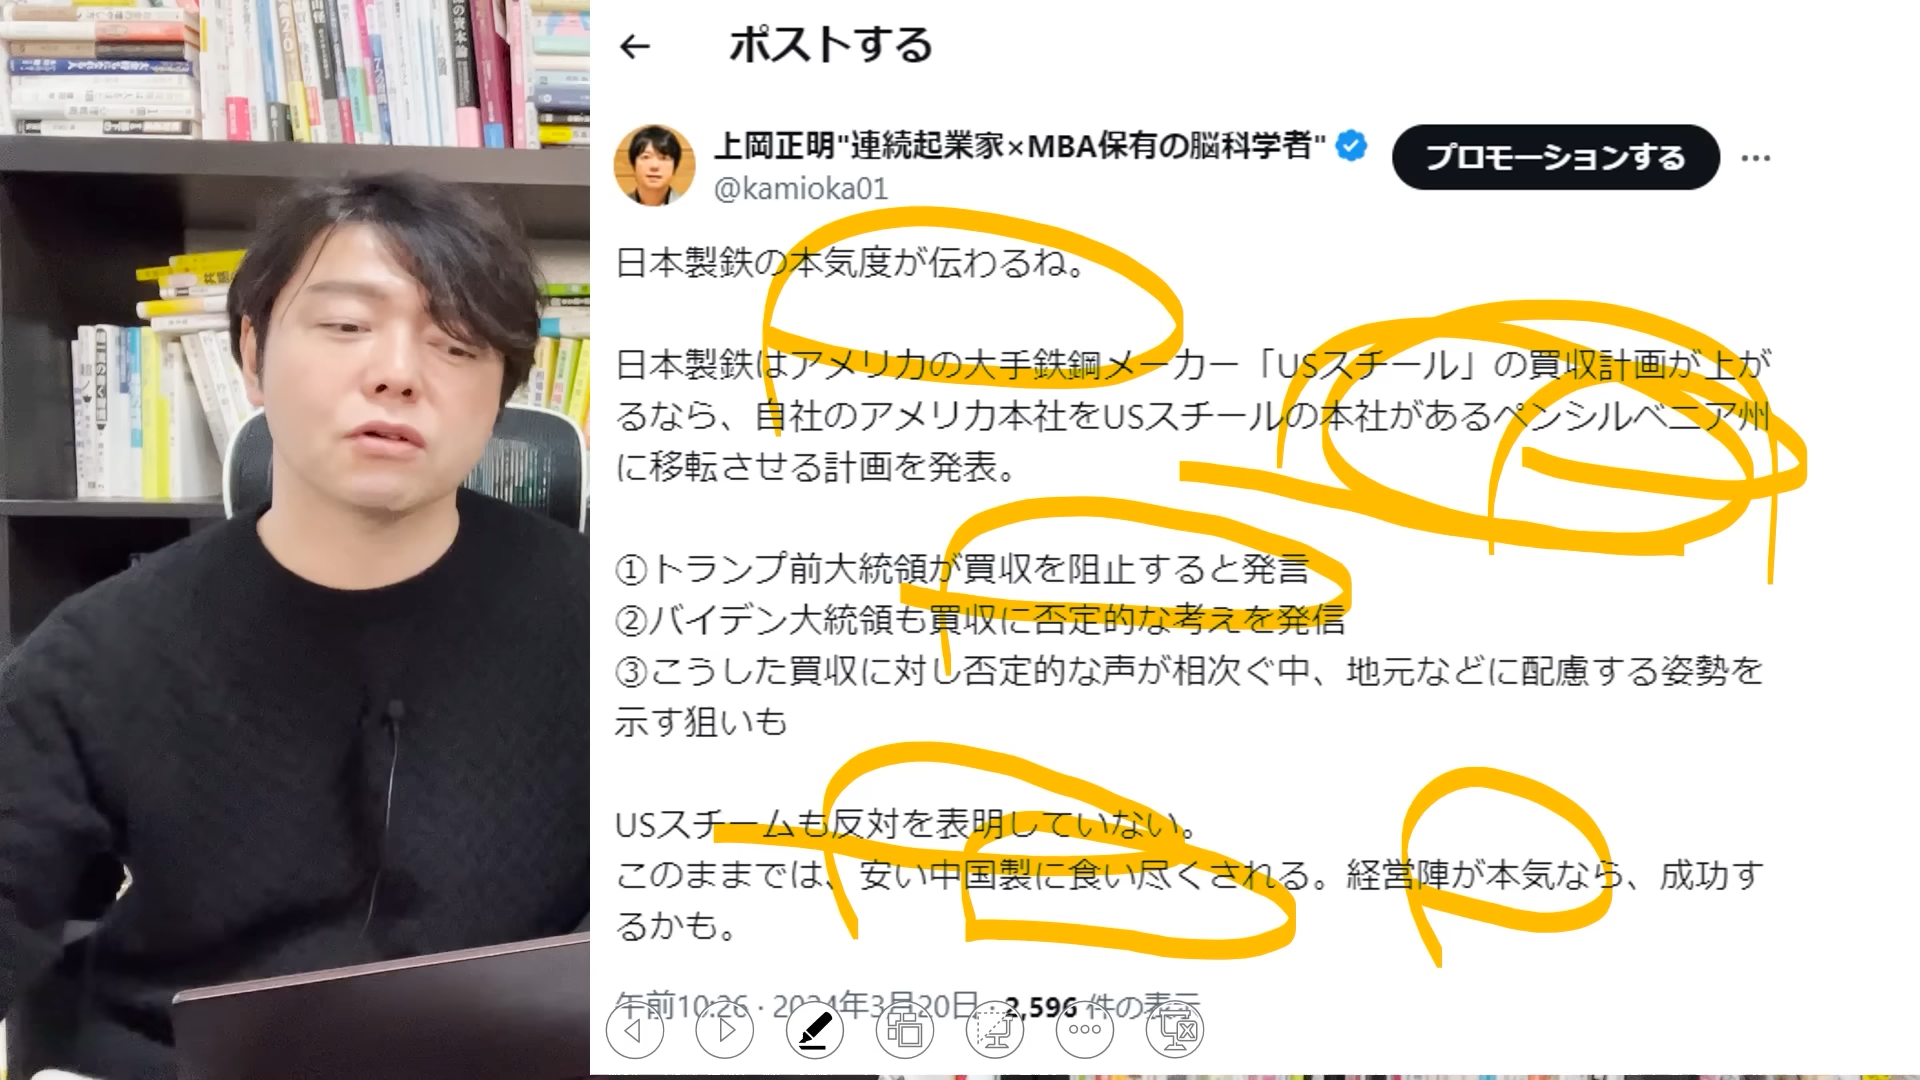 ポストする
上岡正明"連続起業家×MBA保有の脳科学者"
@kamioka01
プロモーションする
日本製鉄の本気度が伝わるね。
日本製鉄はアメリカの大手鉄鋼メーカー「USスチール」の買収計画が上が
るなら、自社のアメリカ本社をUSスチールの本社があるペンシルベニア州
に移転させる計画を発表。
①トランプ前大統領が買収を阻止すると発言
②バイデン大統領も買収に否定的な考えを発信
③こうした買収に対し否定的な声が相次ぐ中、地元などに配慮する姿勢を
示す狙いも
USスチームも反対を表明していない。
このままでは、安い中国製に食い尽くされる。経営陣が本気なら、成功す
るかも。
午前10:26 · 2024年3月20日 · 2,596 件の表示